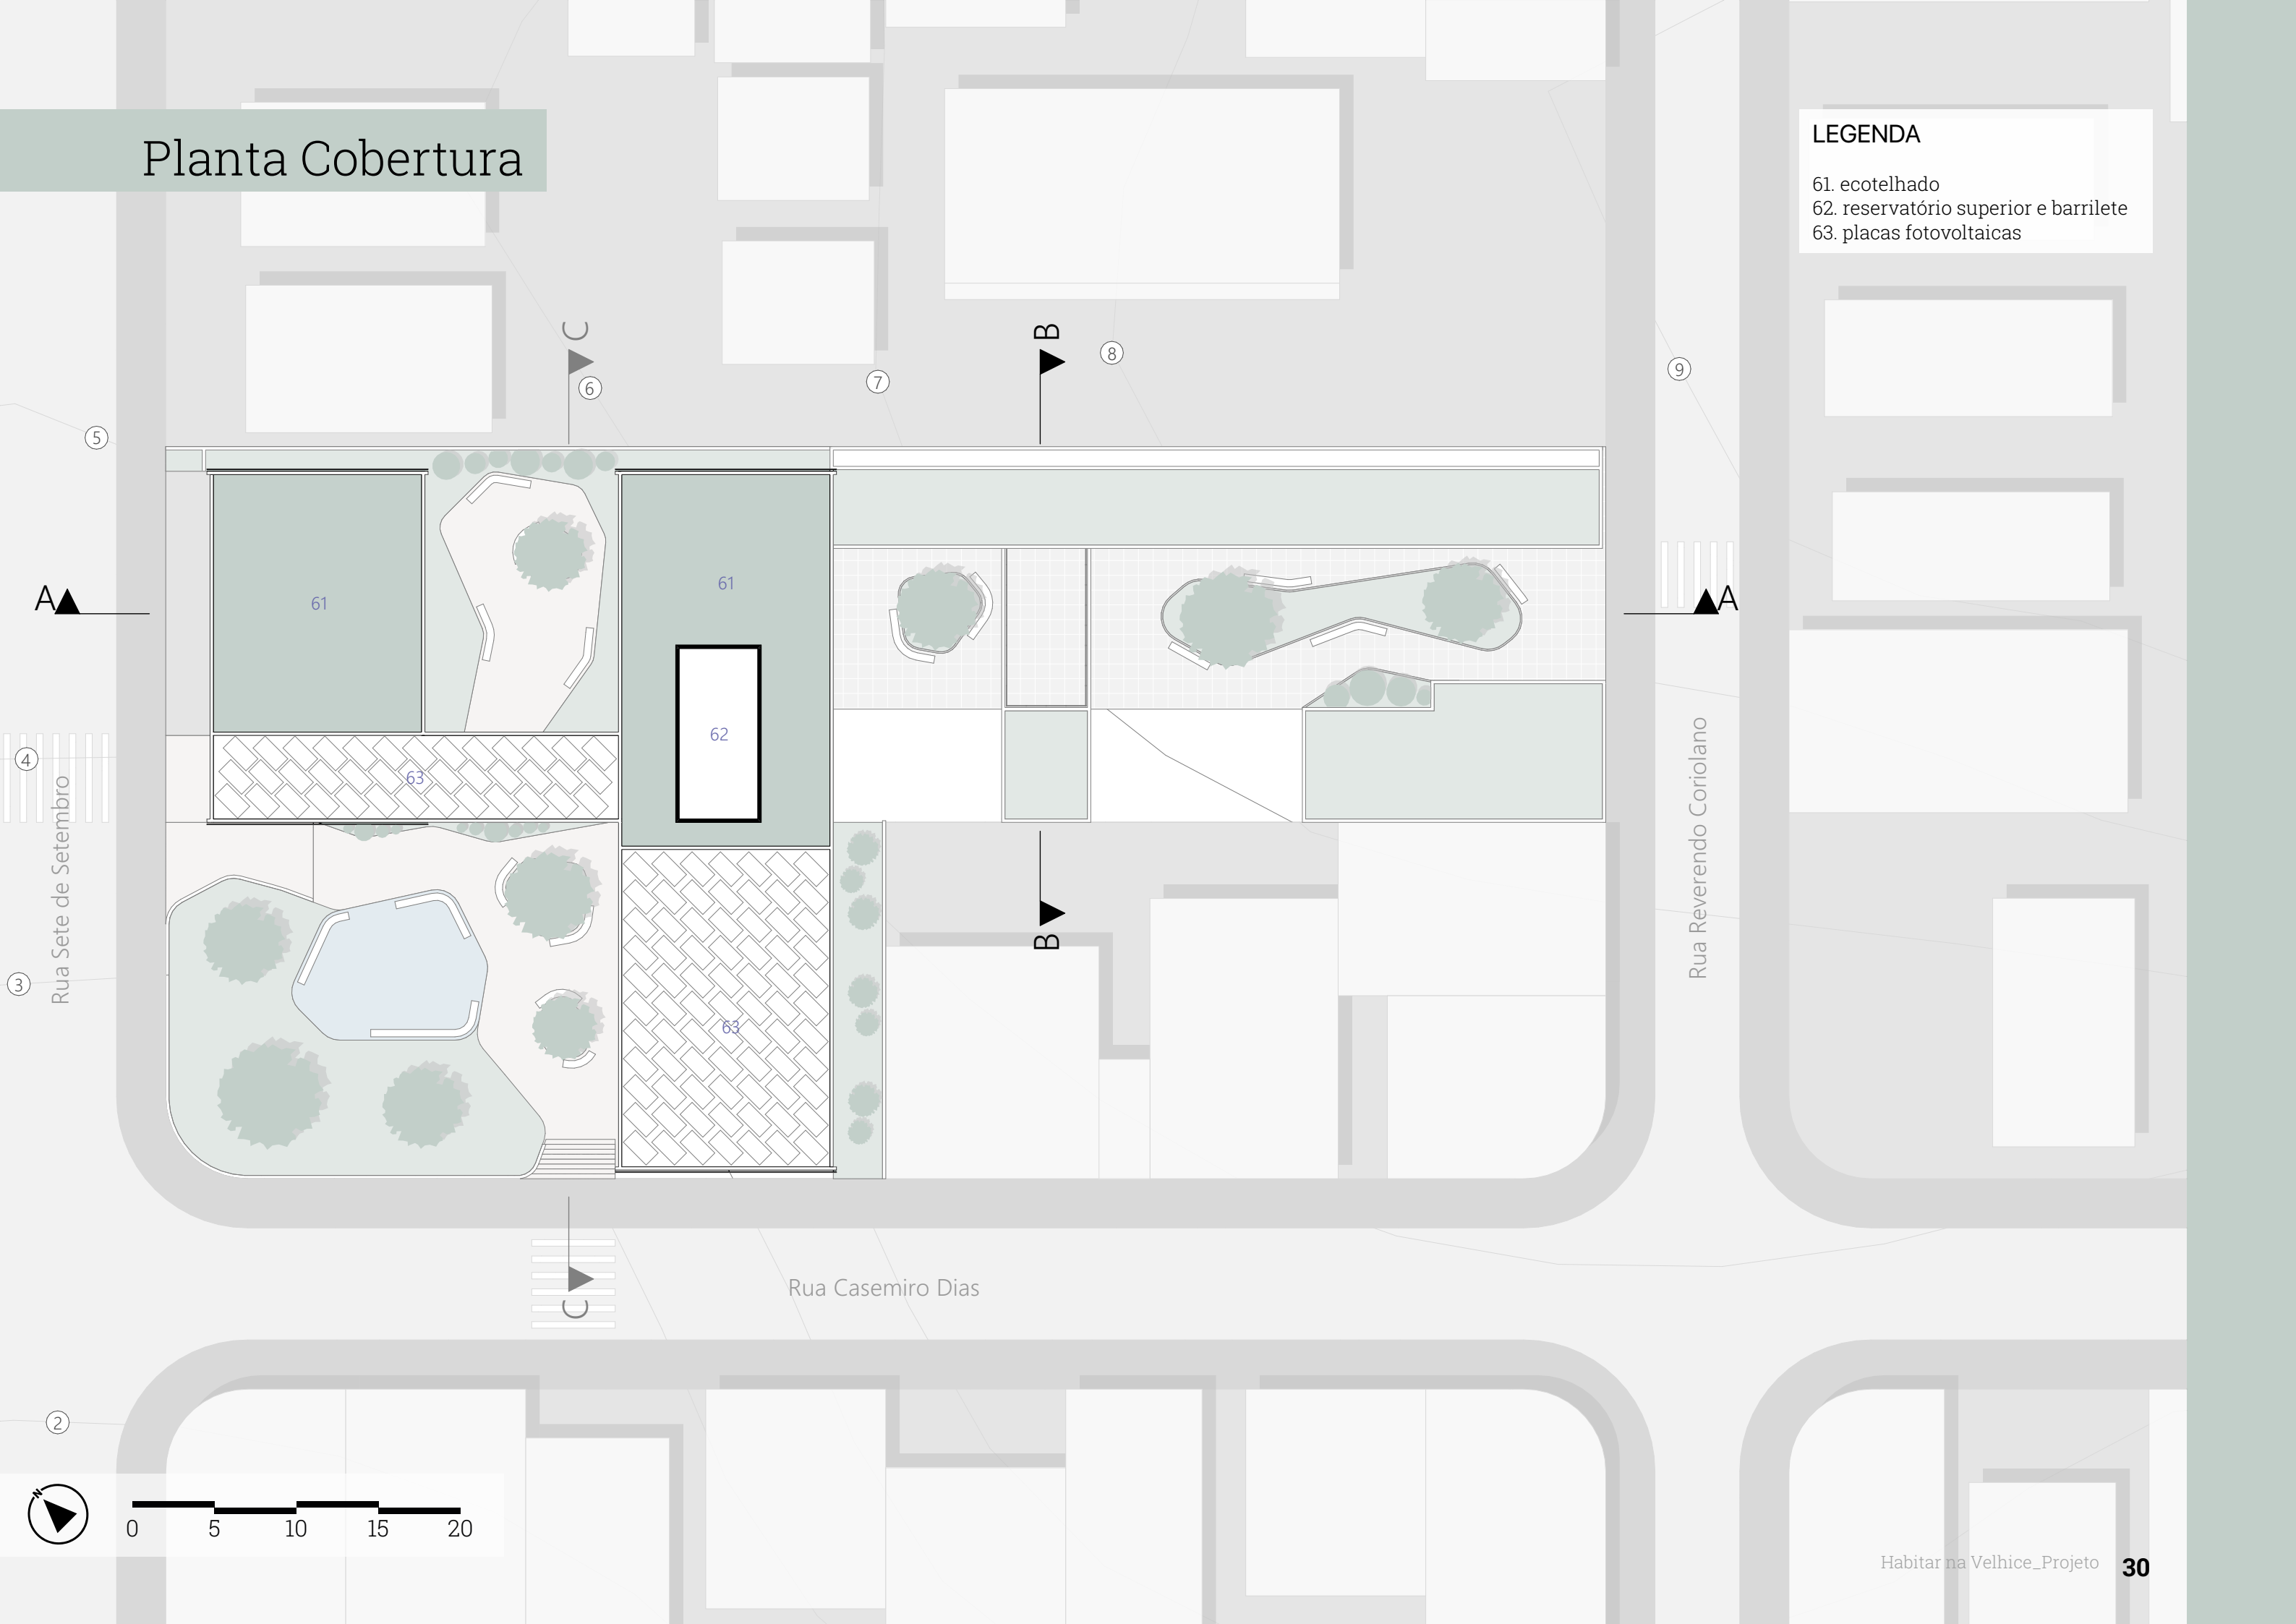 Planta Cobertura
LEGENDA
61. ecotelhado
62. reservatório superior e barrilete
63. placas fotovoltaicas
C
B
8
9
7
6
5
A
A
61
61
62
4
63
Rua Sete de Setembro
Rua Reverendo Coriolano
B
3
63
C
Rua Casemiro Dias
2
N
0 5 10 15 20
Habitar na Velhice_Projeto 30